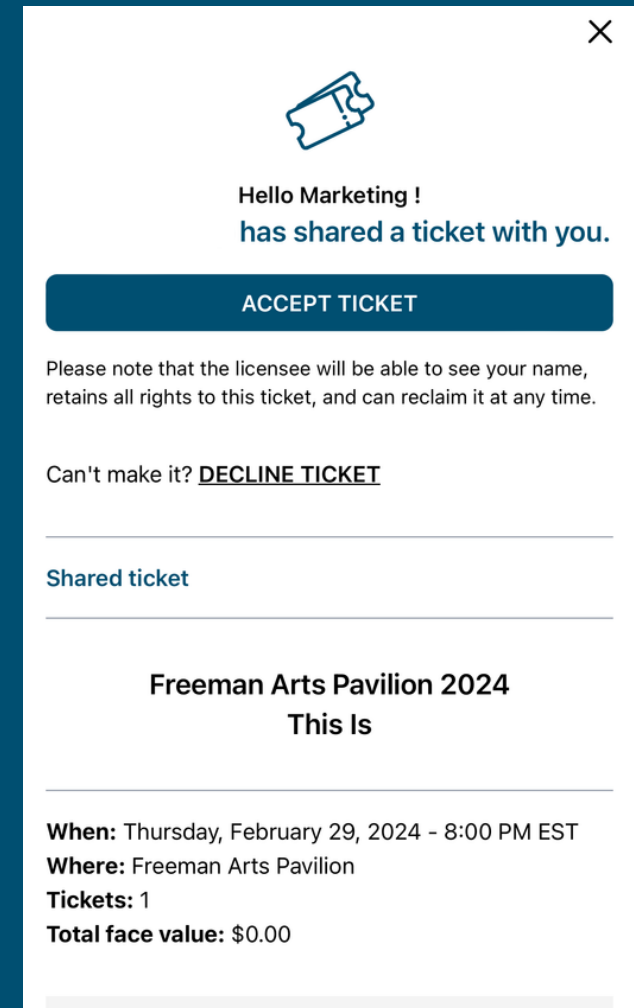 Hello Marketing !
has shared a ticket with you.
ACCEPT TICKET
Please note that the licensee will be able to see your name,
retains all rights to this ticket, and can reclaim it at any time.
Can't make it? DECLINE TICKET
Shared ticket
Freeman Arts Pavilion 2024
This Is
When: Thursday, February 29, 2024 - 8:00 PM EST
Where: Freeman Arts Pavilion
Tickets: 1
Total face value: $0.00